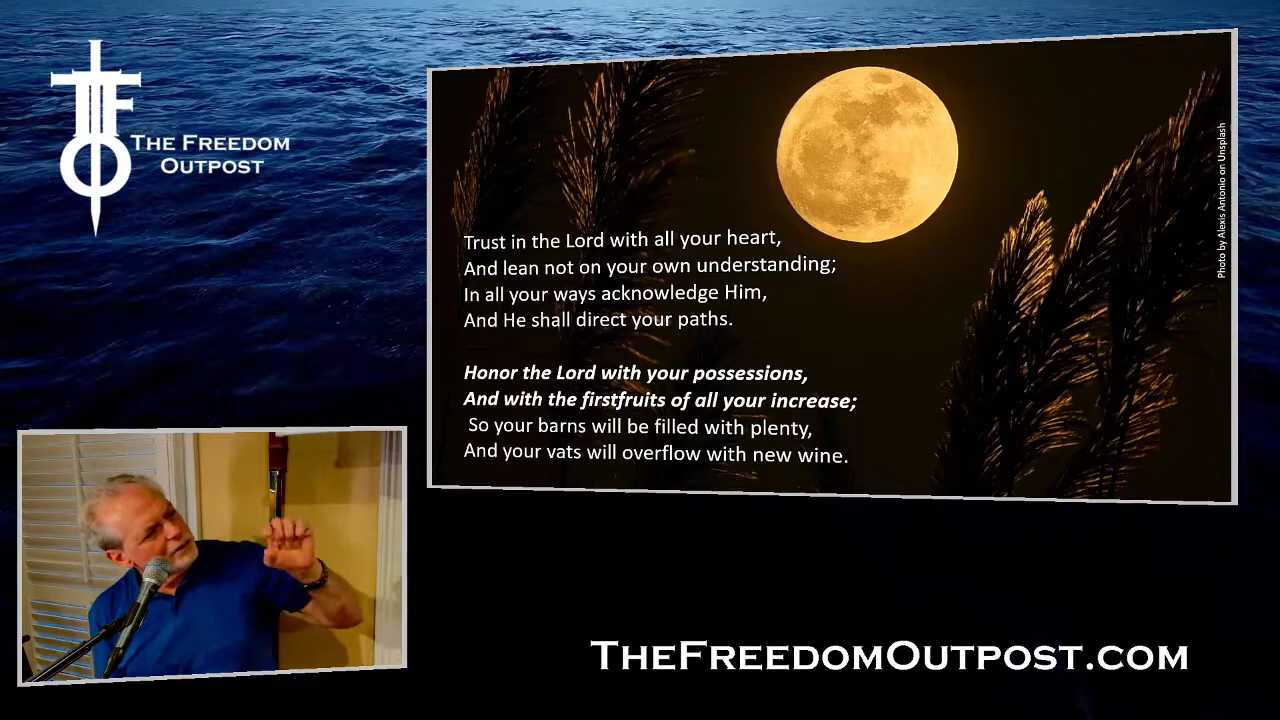 The Freedom
Outpost
Trust in the Lord with all your heart,
And lean not on your own understanding;
In all your ways acknowledge Him,
And He shall direct your paths.
Honor the Lord with your possessions,
And with the firstfruits of all your increase;
So your barns will be filled with plenty,
And your vats will overflow with new wine.
Photo by Alexis Antonio on Unsplash
TheFreedomOutpost.com